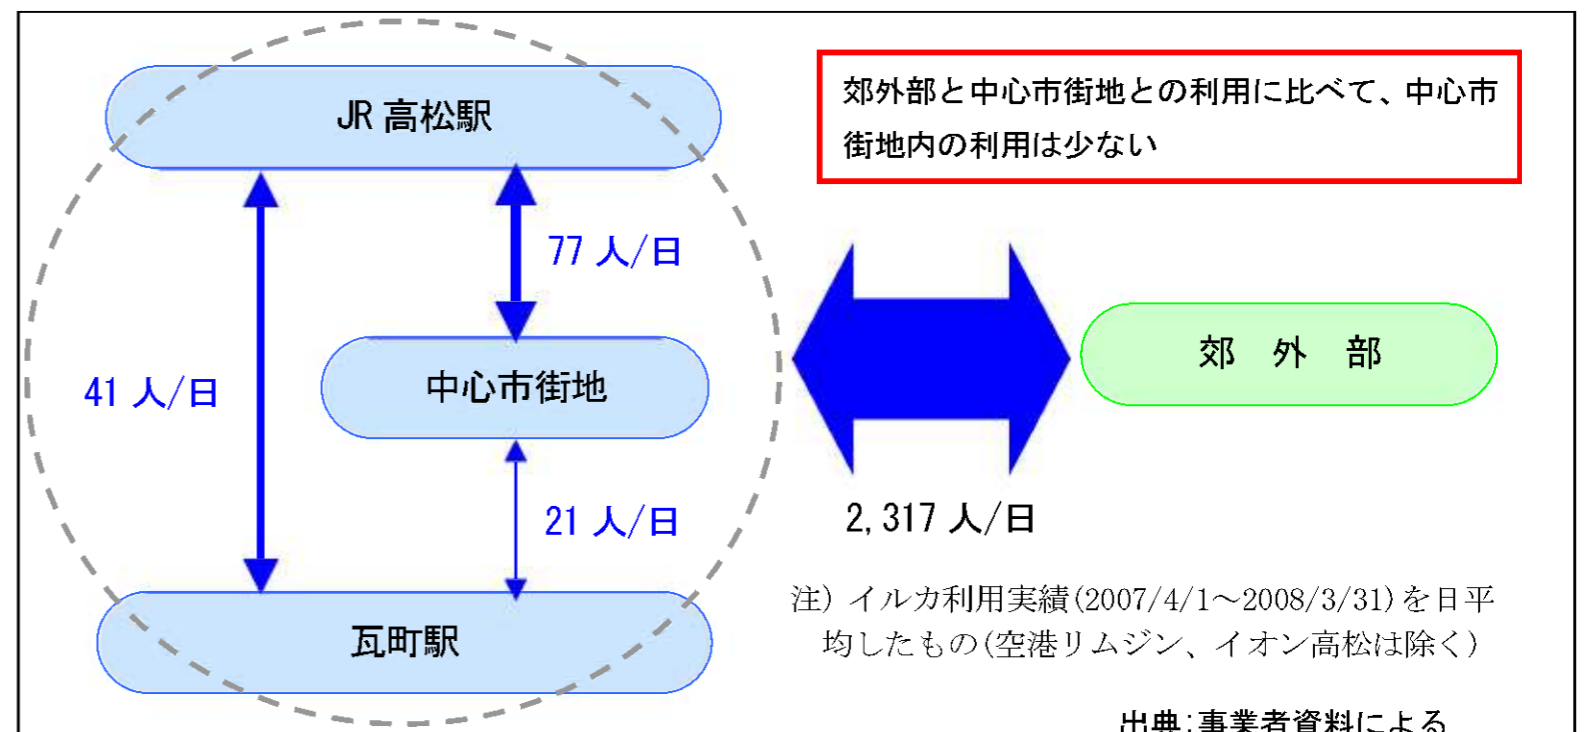 JR 高松駅
郊外部と中心市街地との利用に比べて、中心市
街地内の利用は少ない
77 人/日
41 人/日
中心市街地
郊 外 部
21 人/日
2,317 人/日
注) イルカ利用実績(2007/4/1～2008/3/31)を日平
均したもの(空港リムジン、イオン高松は除く)
瓦町駅
出典:事業者資料による